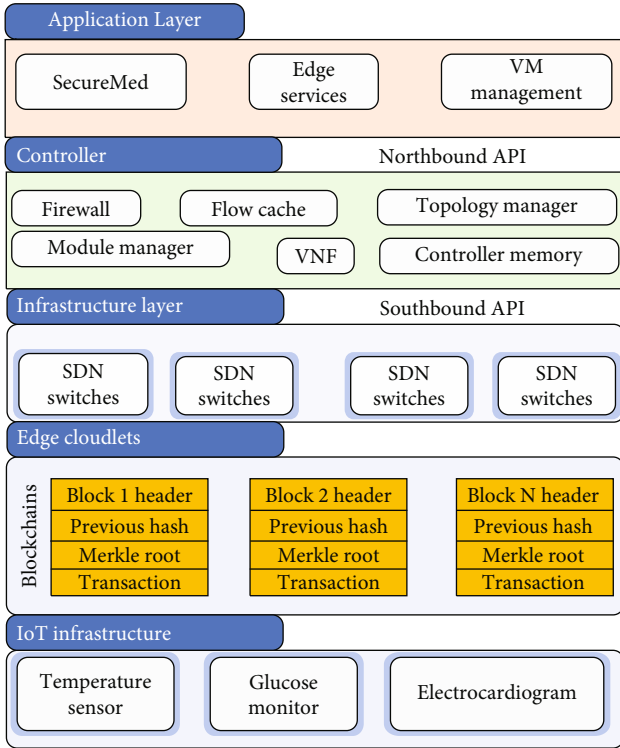 Application Layer
SecureMed
Edge
services
VM
management
Controller
Northbound API
Firewall
Flow cache
Topology manager
Module manager
VNF
Controller memory
Infrastructure layer
Southbound API
SDN
switches
SDN
switches
SDN
switches
SDN
switches
Edge cloudlets
Blockchains
Block 1 header
Previous hash
Merkle root
Transaction
Block 2 header
Previous hash
Merkle root
Transaction
Block N header
Previous hash
Merkle root
Transaction
IoT infrastructure
Temperature
sensor
Glucose
monitor
Electrocardiogram